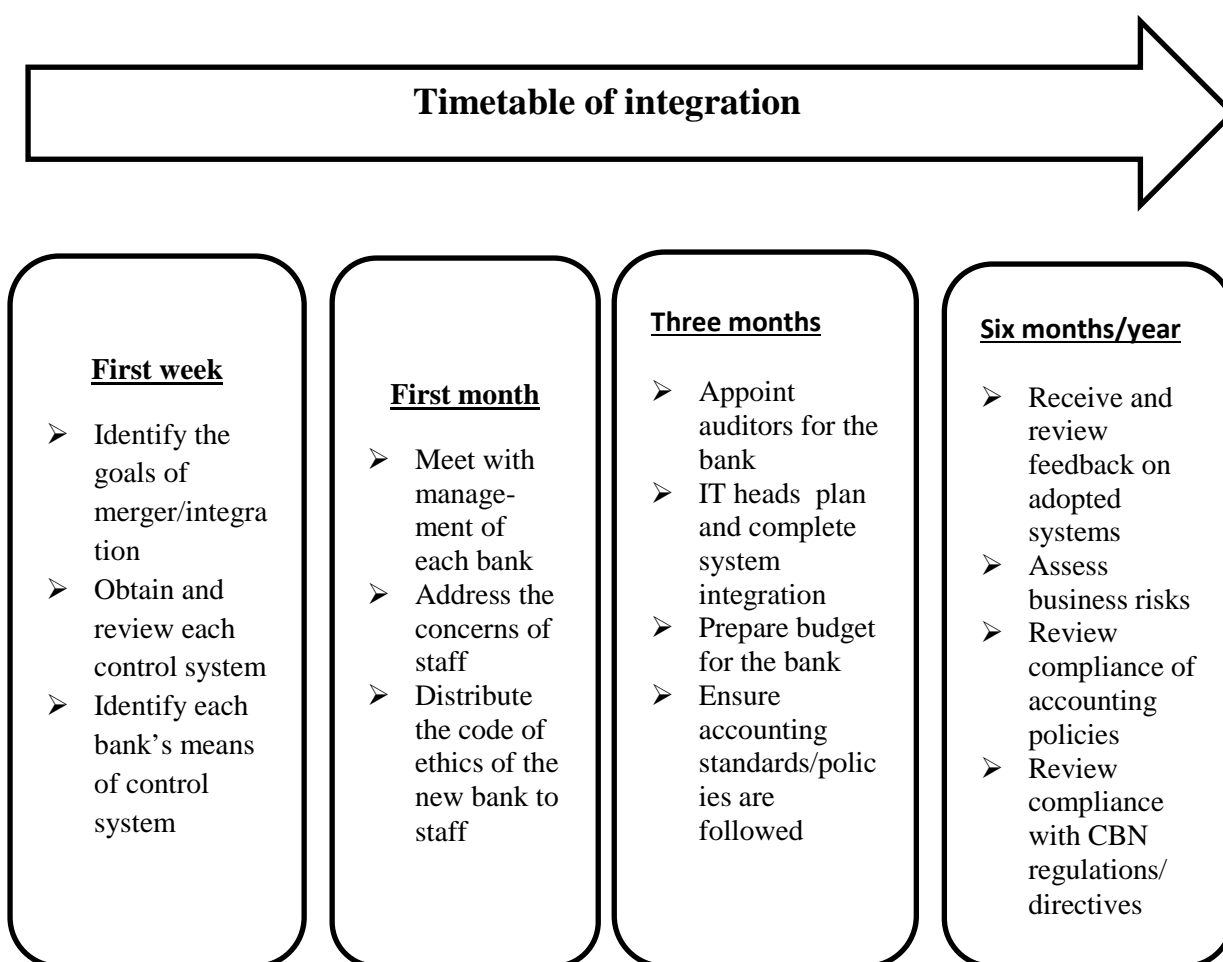 Timetable of integration
First week
➢ Identify the
goals of
merger/integra
tion
➢ Obtain and
review each
control system
➢ Identify each
bank’s means
of control
system
First month
➢ Meet with
manage-
ment of
each bank
➢ Address the
concerns of
staff
➢ Distribute
the code of
ethics of the
new bank to
staff
Three months
➢ Appoint
auditors for the
bank
➢ IT heads plan
and complete
system
integration
➢ Prepare budget
for the bank
➢ Ensure
accounting
standards/polic
ies are
followed
Six months/year
➢ Receive and
review
feedback on
adopted
systems
➢ Assess
business risks
➢ Review
compliance of
accounting
policies
➢ Review
compliance
with CBN
regulations/
directives